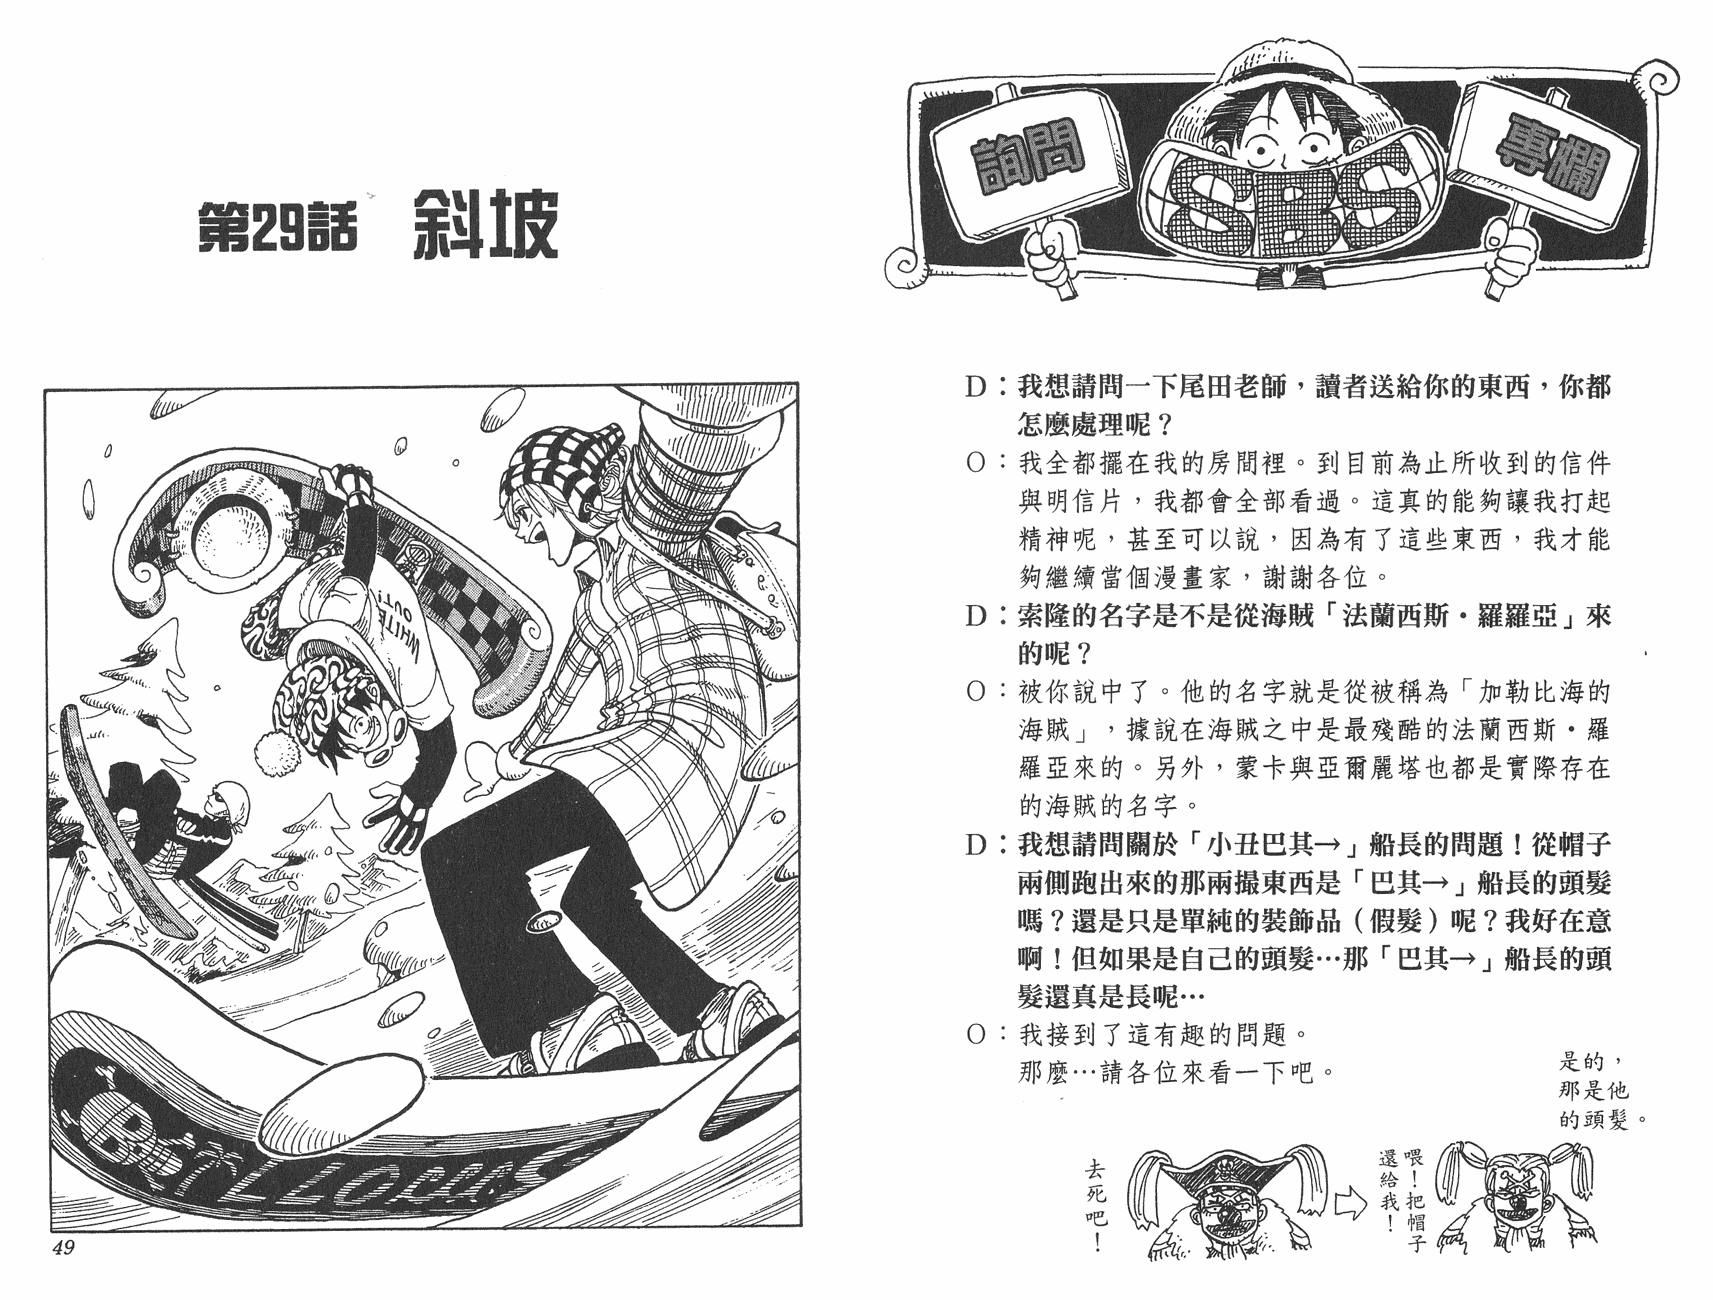 詢問
SBS
專欄
D：我想請問一下尾田老師，讀者送給你的東西，你都
怎麼處理呢？
O：我全都擺在我的房間裡。到目前為止所收到的信件
與明信片，我都會全部看過。這真的能夠讓我打起
精神呢，甚至可以說，因為有了這些東西，我才能
夠繼續當個漫畫家，謝謝各位。
D：索隆的名字是不是從海賊「法蘭西斯・羅羅亞」來
的呢？
O：被你說中了。他的名字就是從被稱為「加勒比海的
海賊」，據說在海賊之中是最殘酷的法蘭西斯・羅
羅亞來的。另外，蒙卡與亞爾麗塔也都是實際存在
的海賊的名字。
D：我想請問關於「小丑巴其→」船長的問題！從帽子
兩側跑出來的那兩撮東西是「巴其→」船長的頭髮
嗎？還是只是單純的裝飾品（假髮）呢？我好在意
啊！但如果是自己的頭髮…那「巴其→」船長的頭
髮還真是長呢…
O：我接到了這有趣的問題。
那麼…請各位來看一下吧。
是的，
那是他
的頭髮。
喂！把帽子
還給我！
去死吧！
第29話 斜坡
WHITE
OUT!
49